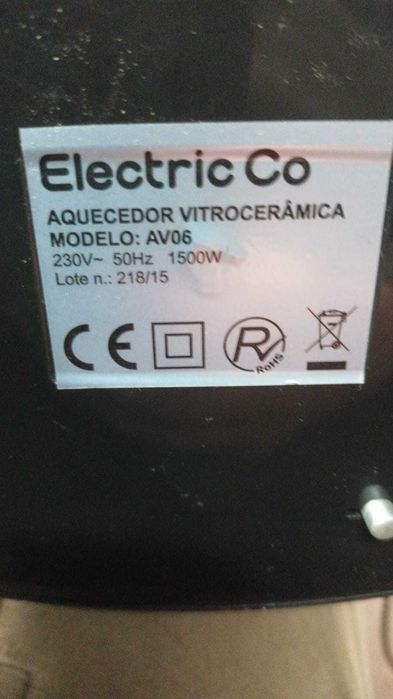 Electric Co
AQUECEDOR VITROCERÂMICA
MODELO: AV06
230V~ 50Hz 1500W
Lote n.: 218/15
CE
R
RoHS